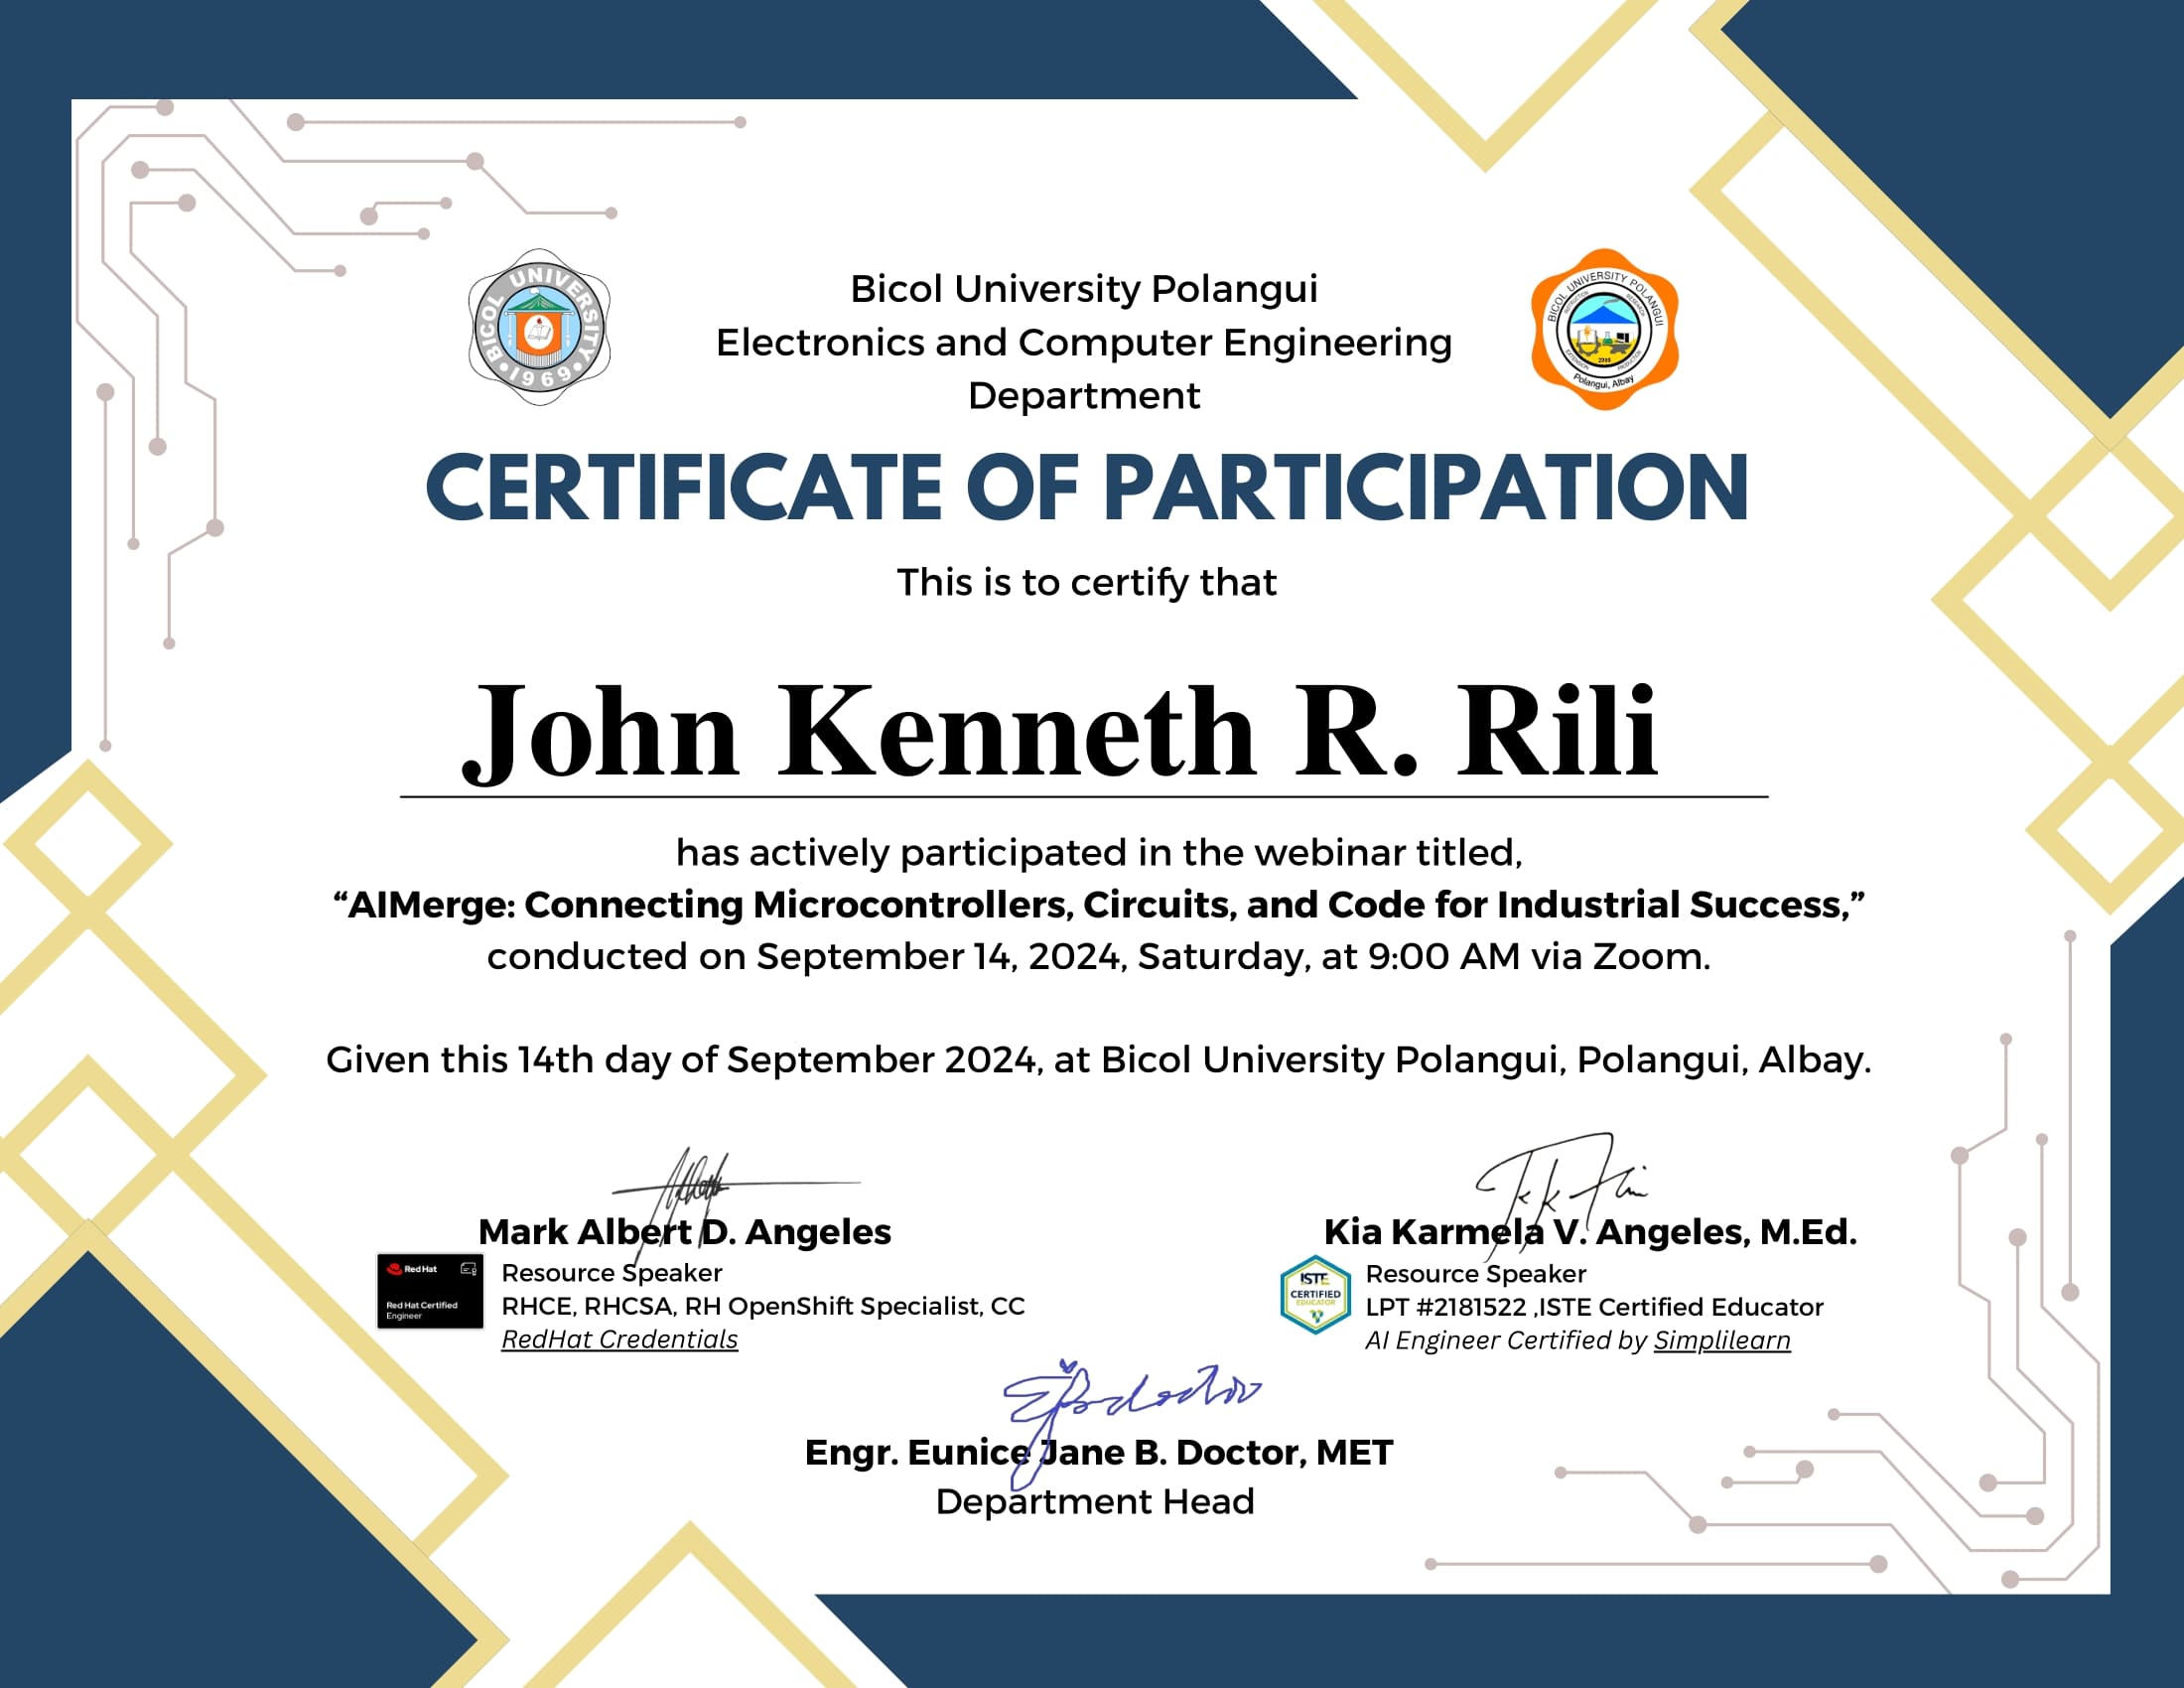 BICOL UNIVERSITY
1969
BICOL UNIVERSITY POLANGUI
Polangui, Albay
Bicol University Polangui
Electronics and Computer Engineering
Department
CERTIFICATE OF PARTICIPATION
This is to certify that
John Kenneth R. Rili
has actively participated in the webinar titled,
“AIMerge: Connecting Microcontrollers, Circuits, and Code for Industrial Success,”
conducted on September 14, 2024, Saturday, at 9:00 AM via Zoom.
Given this 14th day of September 2024, at Bicol University Polangui, Polangui, Albay.
Mark Albert D. Angeles
Red Hat
Red Hat Certified
Engineer
Resource Speaker
RHCE, RHCSA, RH OpenShift Specialist, CC
RedHat Credentials
Kia Karmela V. Angeles, M.Ed.
ISTE
CERTIFIED
EDUCATOR
Resource Speaker
LPT #2181522 ,ISTE Certified Educator
AI Engineer Certified by Simplilearn
Engr. Eunice Jane B. Doctor, MET
Department Head